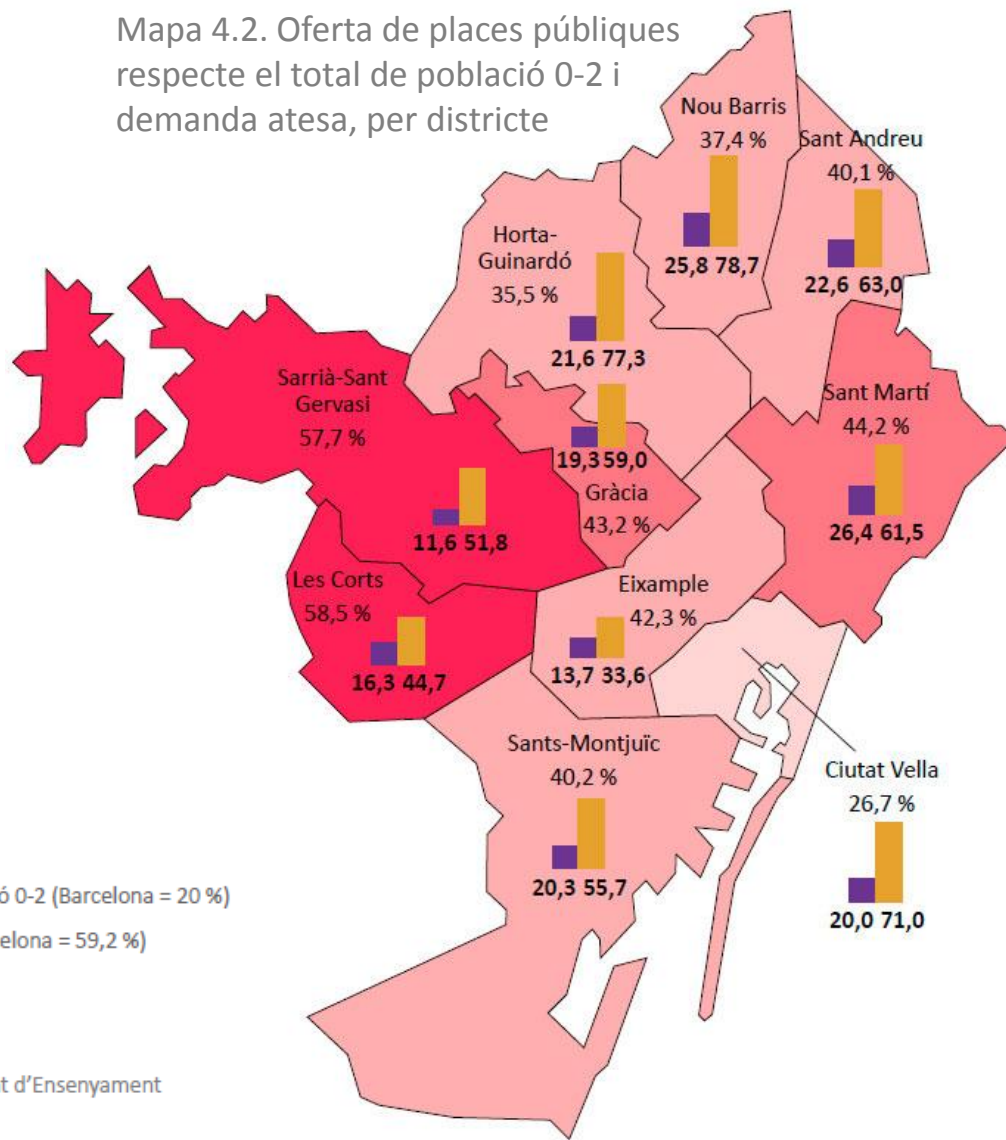 Mapa 4.2. Oferta de places públiques
respecte el total de població 0-2 i
demanda atesa, per districte
Nou Barris
37,4 %
25,8 78,7
Sant Andreu
40,1 %
22,6 63,0
Horta-
Guinardó
35,5 %
21,6 77,3
Sarrià-Sant
Gervasi
57,7 %
11,6 51,8
19,3 59,0
Gràcia
43,2 %
Sant Martí
44,2 %
26,4 61,5
Les Corts
58,5 %
16,3 44,7
Eixample
42,3 %
13,7 33,6
Sants-Montjuïc
40,2 %
20,3 55,7
Ciutat Vella
26,7 %
20,0 71,0
ó 0-2 (Barcelona = 20 %)
elona = 59,2 %)
t d'Ensenyament